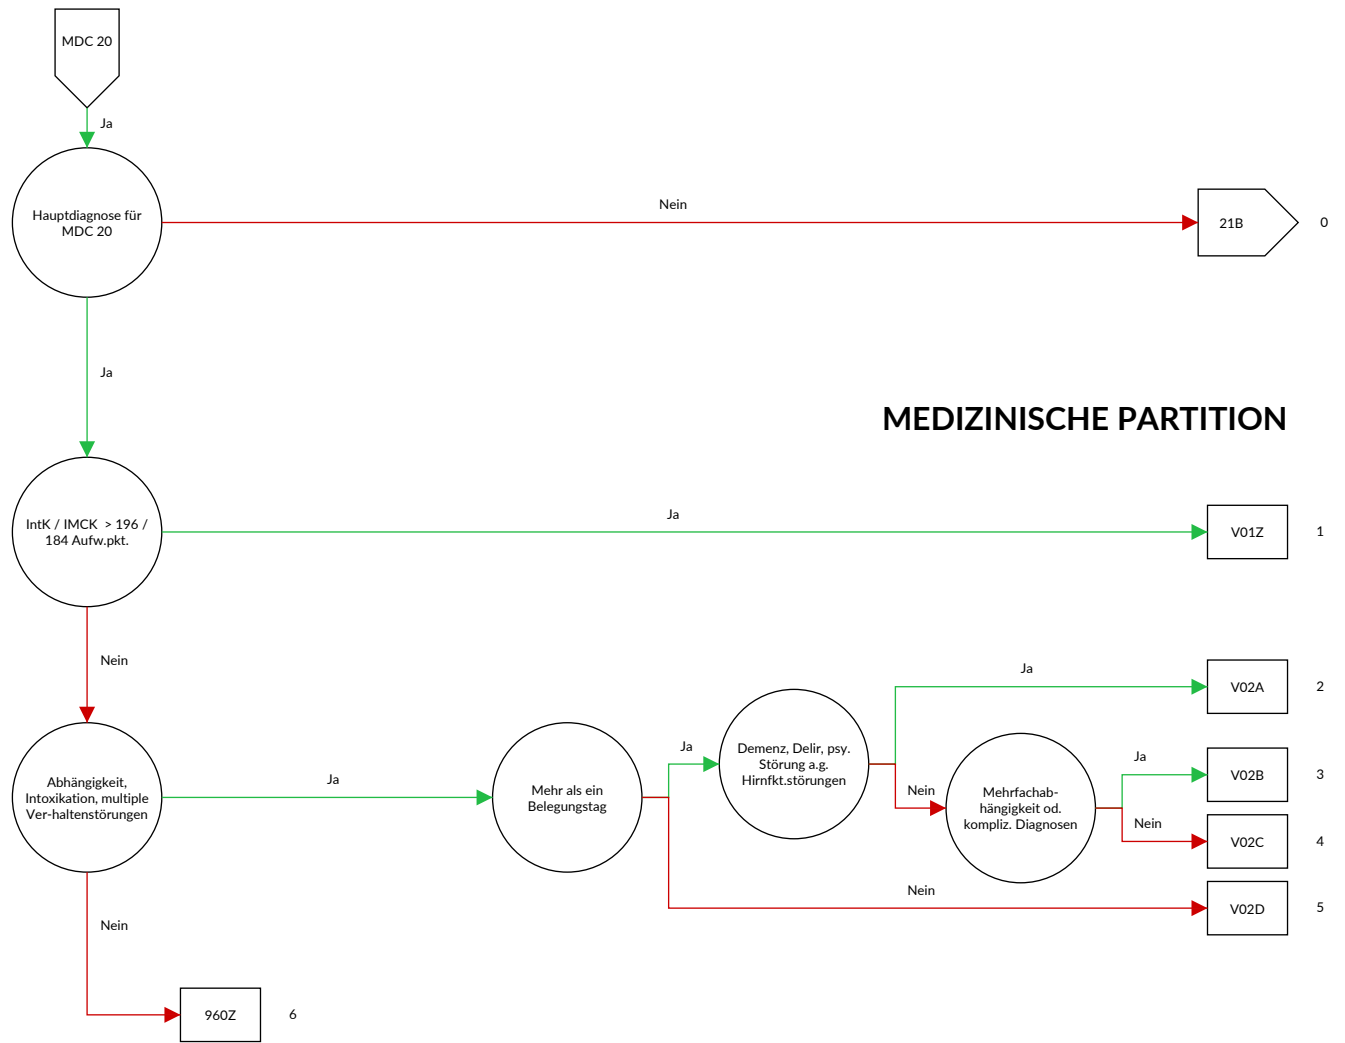 MDC 20
Ja
Hauptdiagnose für
MDC 20
Nein
21B
0
Ja
MEDIZINISCHE PARTITION
IntK / IMCK > 196 /
184 Aufw.pkt.
Ja
V01Z
1
Nein
Abhängigkeit,
Intoxikation, multiple
Ver-haltenstörungen
Ja
Mehr als ein
Belegungstag
Ja
Demenz, Delir, psy.
Störung a.g.
Hirnfkt.störungen
Ja
V02A
2
Nein
Mehrfachab-
hängigkeit od.
kompliz. Diagnosen
Ja
V02B
3
Nein
V02C
4
Nein
V02D
5
Nein
960Z
6